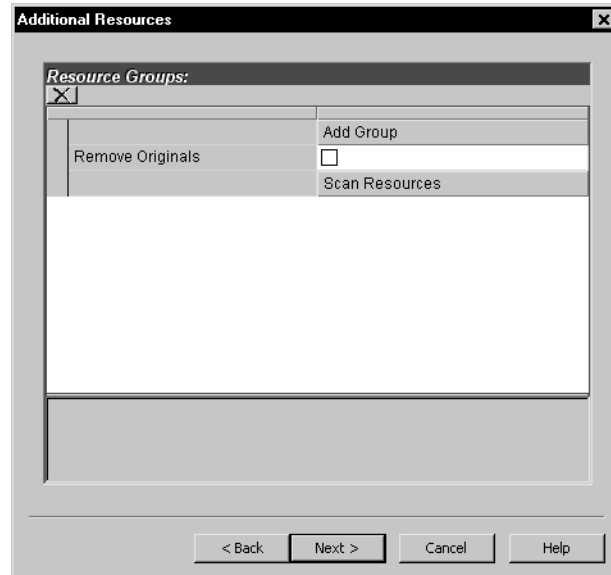 Additional Resources
Resource Groups:
Add Group
Remove Originals
Scan Resources
< Back Next > Cancel Help